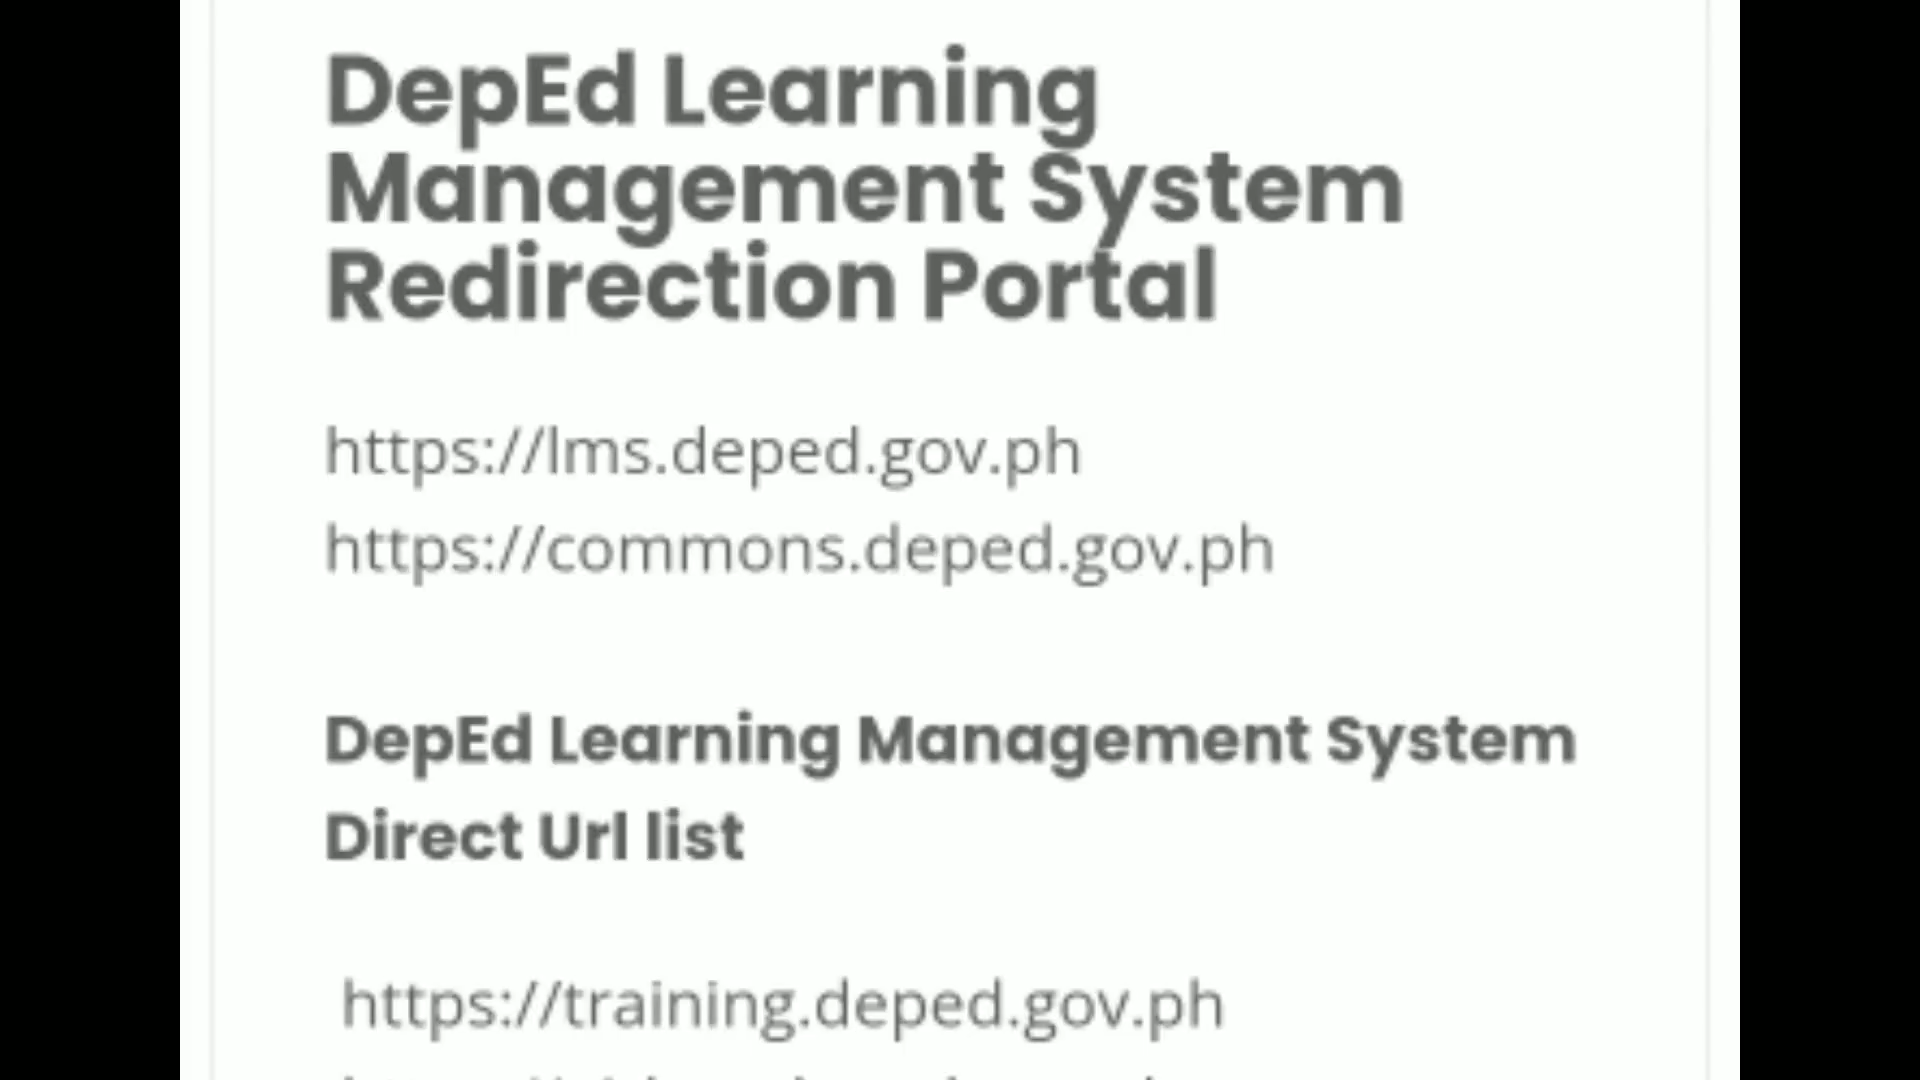 DepEd Learning
Management System
Redirection Portal
https://lms.deped.gov.ph
https://commons.deped.gov.ph
DepEd Learning Management System
Direct Url list
https://training.deped.gov.ph